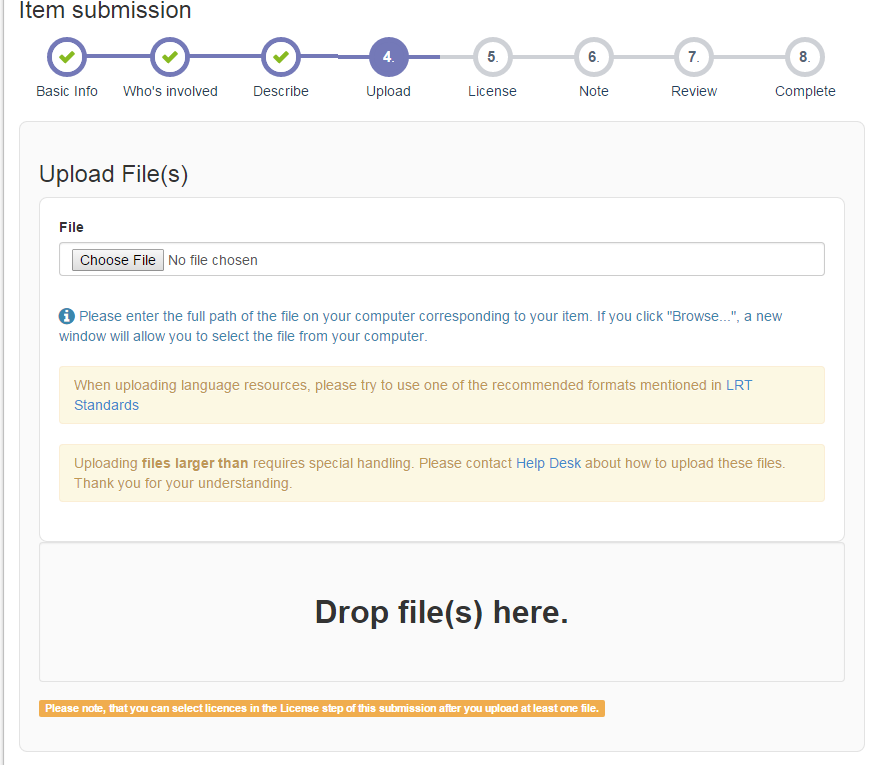 Item submission
4. 5. 6. 7. 8.
Basic Info Who's involved Describe Upload License Note Review Complete
Upload File(s)
File
Choose File No file chosen
Please enter the full path of the file on your computer corresponding to your item. If you click "Browse...", a new
window will allow you to select the file from your computer.
When uploading language resources, please try to use one of the recommended formats mentioned in LRT
Standards
Uploading files larger than requires special handling. Please contact Help Desk about how to upload these files.
Thank you for your understanding.
Drop file(s) here.
Please note, that you can select licences in the License step of this submission after you upload at least one file.